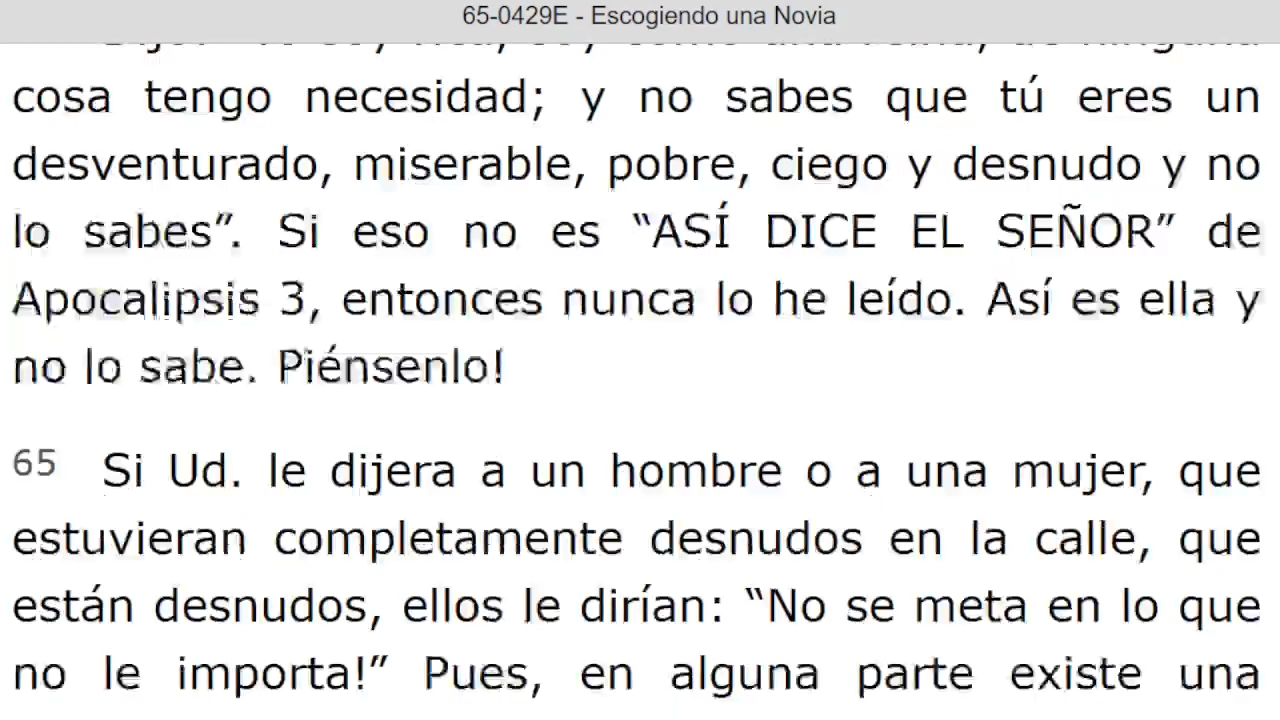 65-0429E - Escogiendo una Novia
cosa tengo necesidad; y no sabes que tú eres un
desventurado, miserable, pobre, ciego y desnudo y no
lo sabes”. Si eso no es “ASÍ DICE EL SEÑOR” de
Apocalipsis 3, entonces nunca lo he leído. Así es ella y
no lo sabe. Piénsenlo!
65 Si Ud. le dijera a un hombre o a una mujer, que
estuvieran completamente desnudos en la calle, que
están desnudos, ellos le dirían: “No se meta en lo que
no le importa!” Pues, en alguna parte existe una